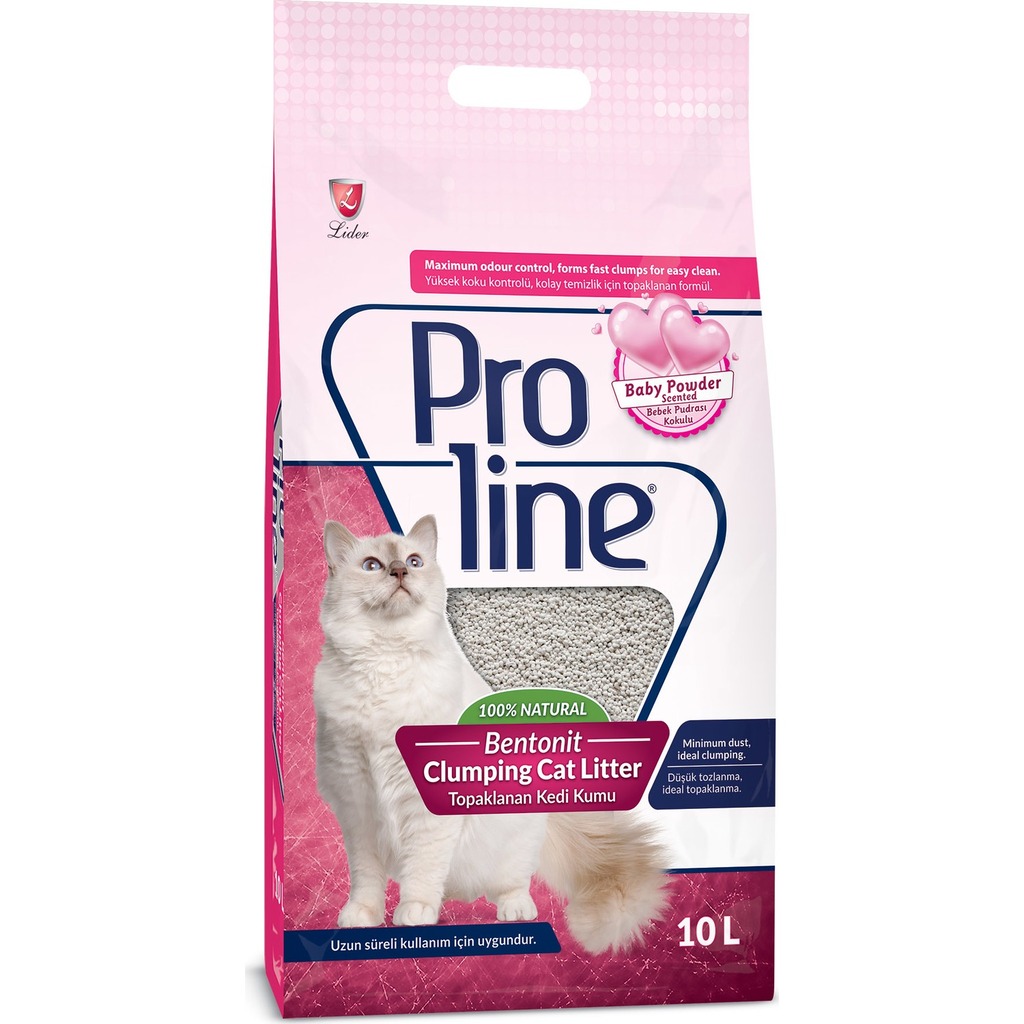 Lider
Maximum odour control, forms fast clumps for easy clean.
Yüksek koku kontrolü, kolay temizlik için topaklanan formül.
Pro
line®
Baby Powder
Scented
Bebek Pudrası
Kokulu
100% NATURAL
Bentonit
Clumping Cat Litter
Topaklanan Kedi Kumu
Minimum dust,
ideal clumping.
Düşük tozlanma,
ideal topaklanma.
Uzun süreli kullanım için uygundur.
10 L